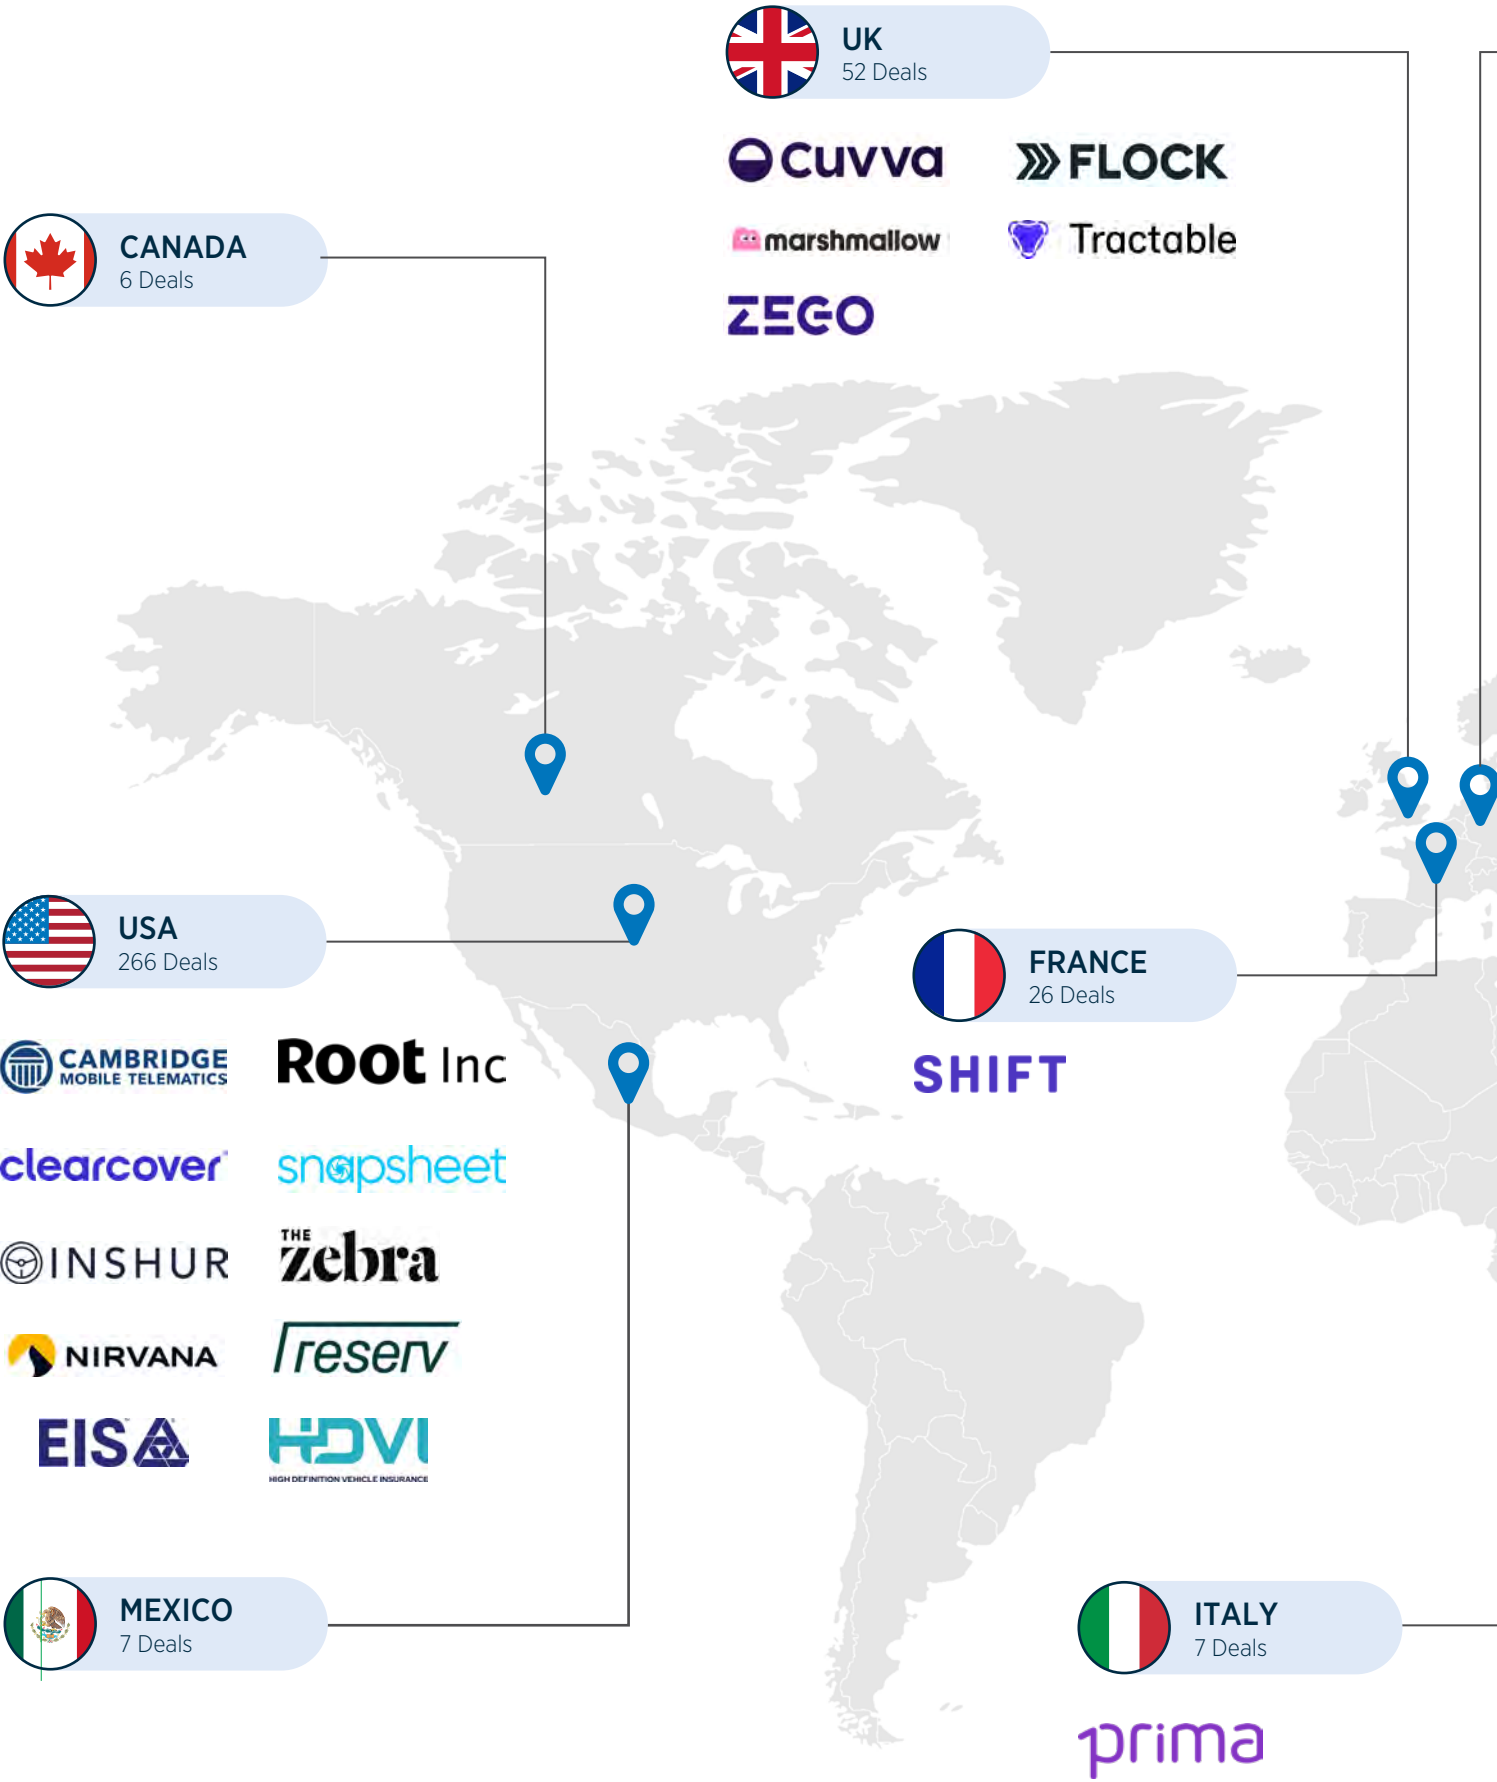 UK
52 Deals
Cuvva
FLOCK
marshmallow
Tractable
ZEGO
CANADA
6 Deals
USA
266 Deals
CAMBRIDGE
MOBILE TELEMATICS
Root Inc
clearcover
snapsheet
INSHUR
THE
zebra
NIRVANA
reserv
EIS
HDVI
HIGH DEFINITION VEHICLE INSURANCE
FRANCE
26 Deals
SHIFT
MEXICO
7 Deals
ITALY
7 Deals
prima